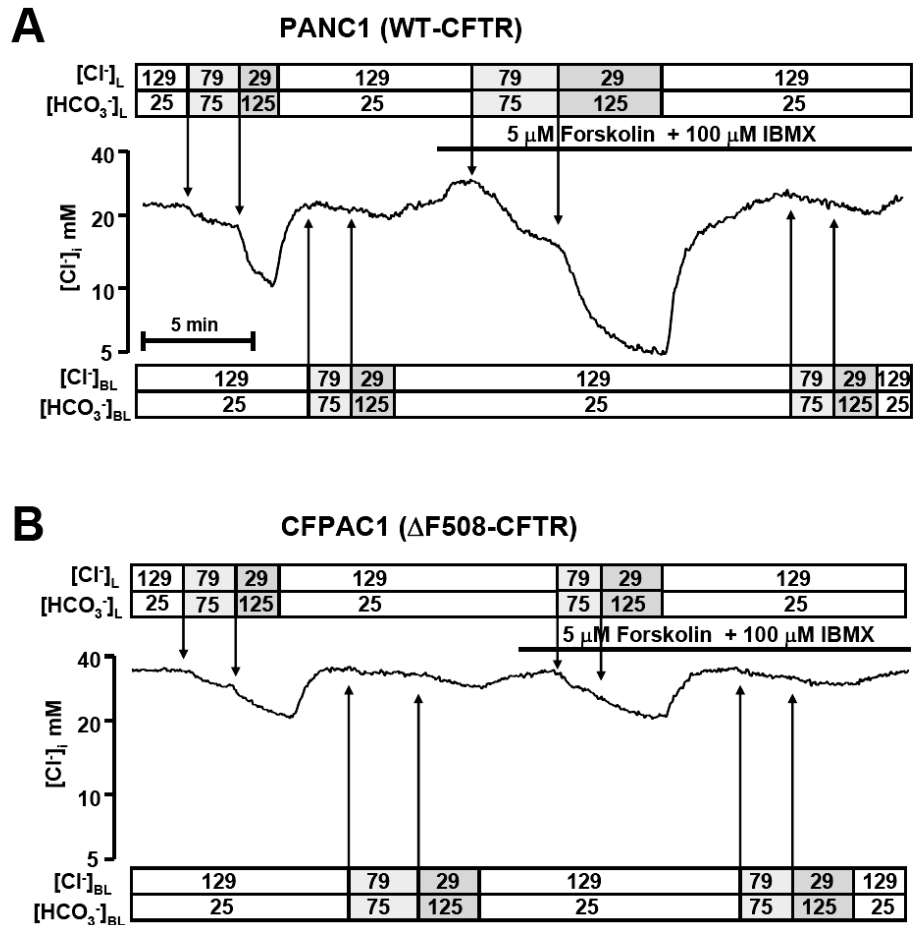 A
PANC1 (WT-CFTR)
[Cl⁻]L 129 79 29 129 79 29 129
[HCO₃⁻]L 25 75 125 25 75 125 25
5 μM Forskolin + 100 μM IBMX
40
20
10
5
[Cl⁻]i mM
5 min
[Cl⁻]BL 129 79 29 129 79 29 129
[HCO₃⁻]BL 25 75 125 25 75 125 25
B
CFPAC1 (ΔF508-CFTR)
[Cl⁻]L 129 79 29 129 79 29 129
[HCO₃⁻]L 25 75 125 25 75 125 25
5 μM Forskolin + 100 μM IBMX
40
20
10
5
[Cl⁻]i mM
[Cl⁻]BL 129 79 29 129 79 29 129
[HCO₃⁻]BL 25 75 125 25 75 125 25